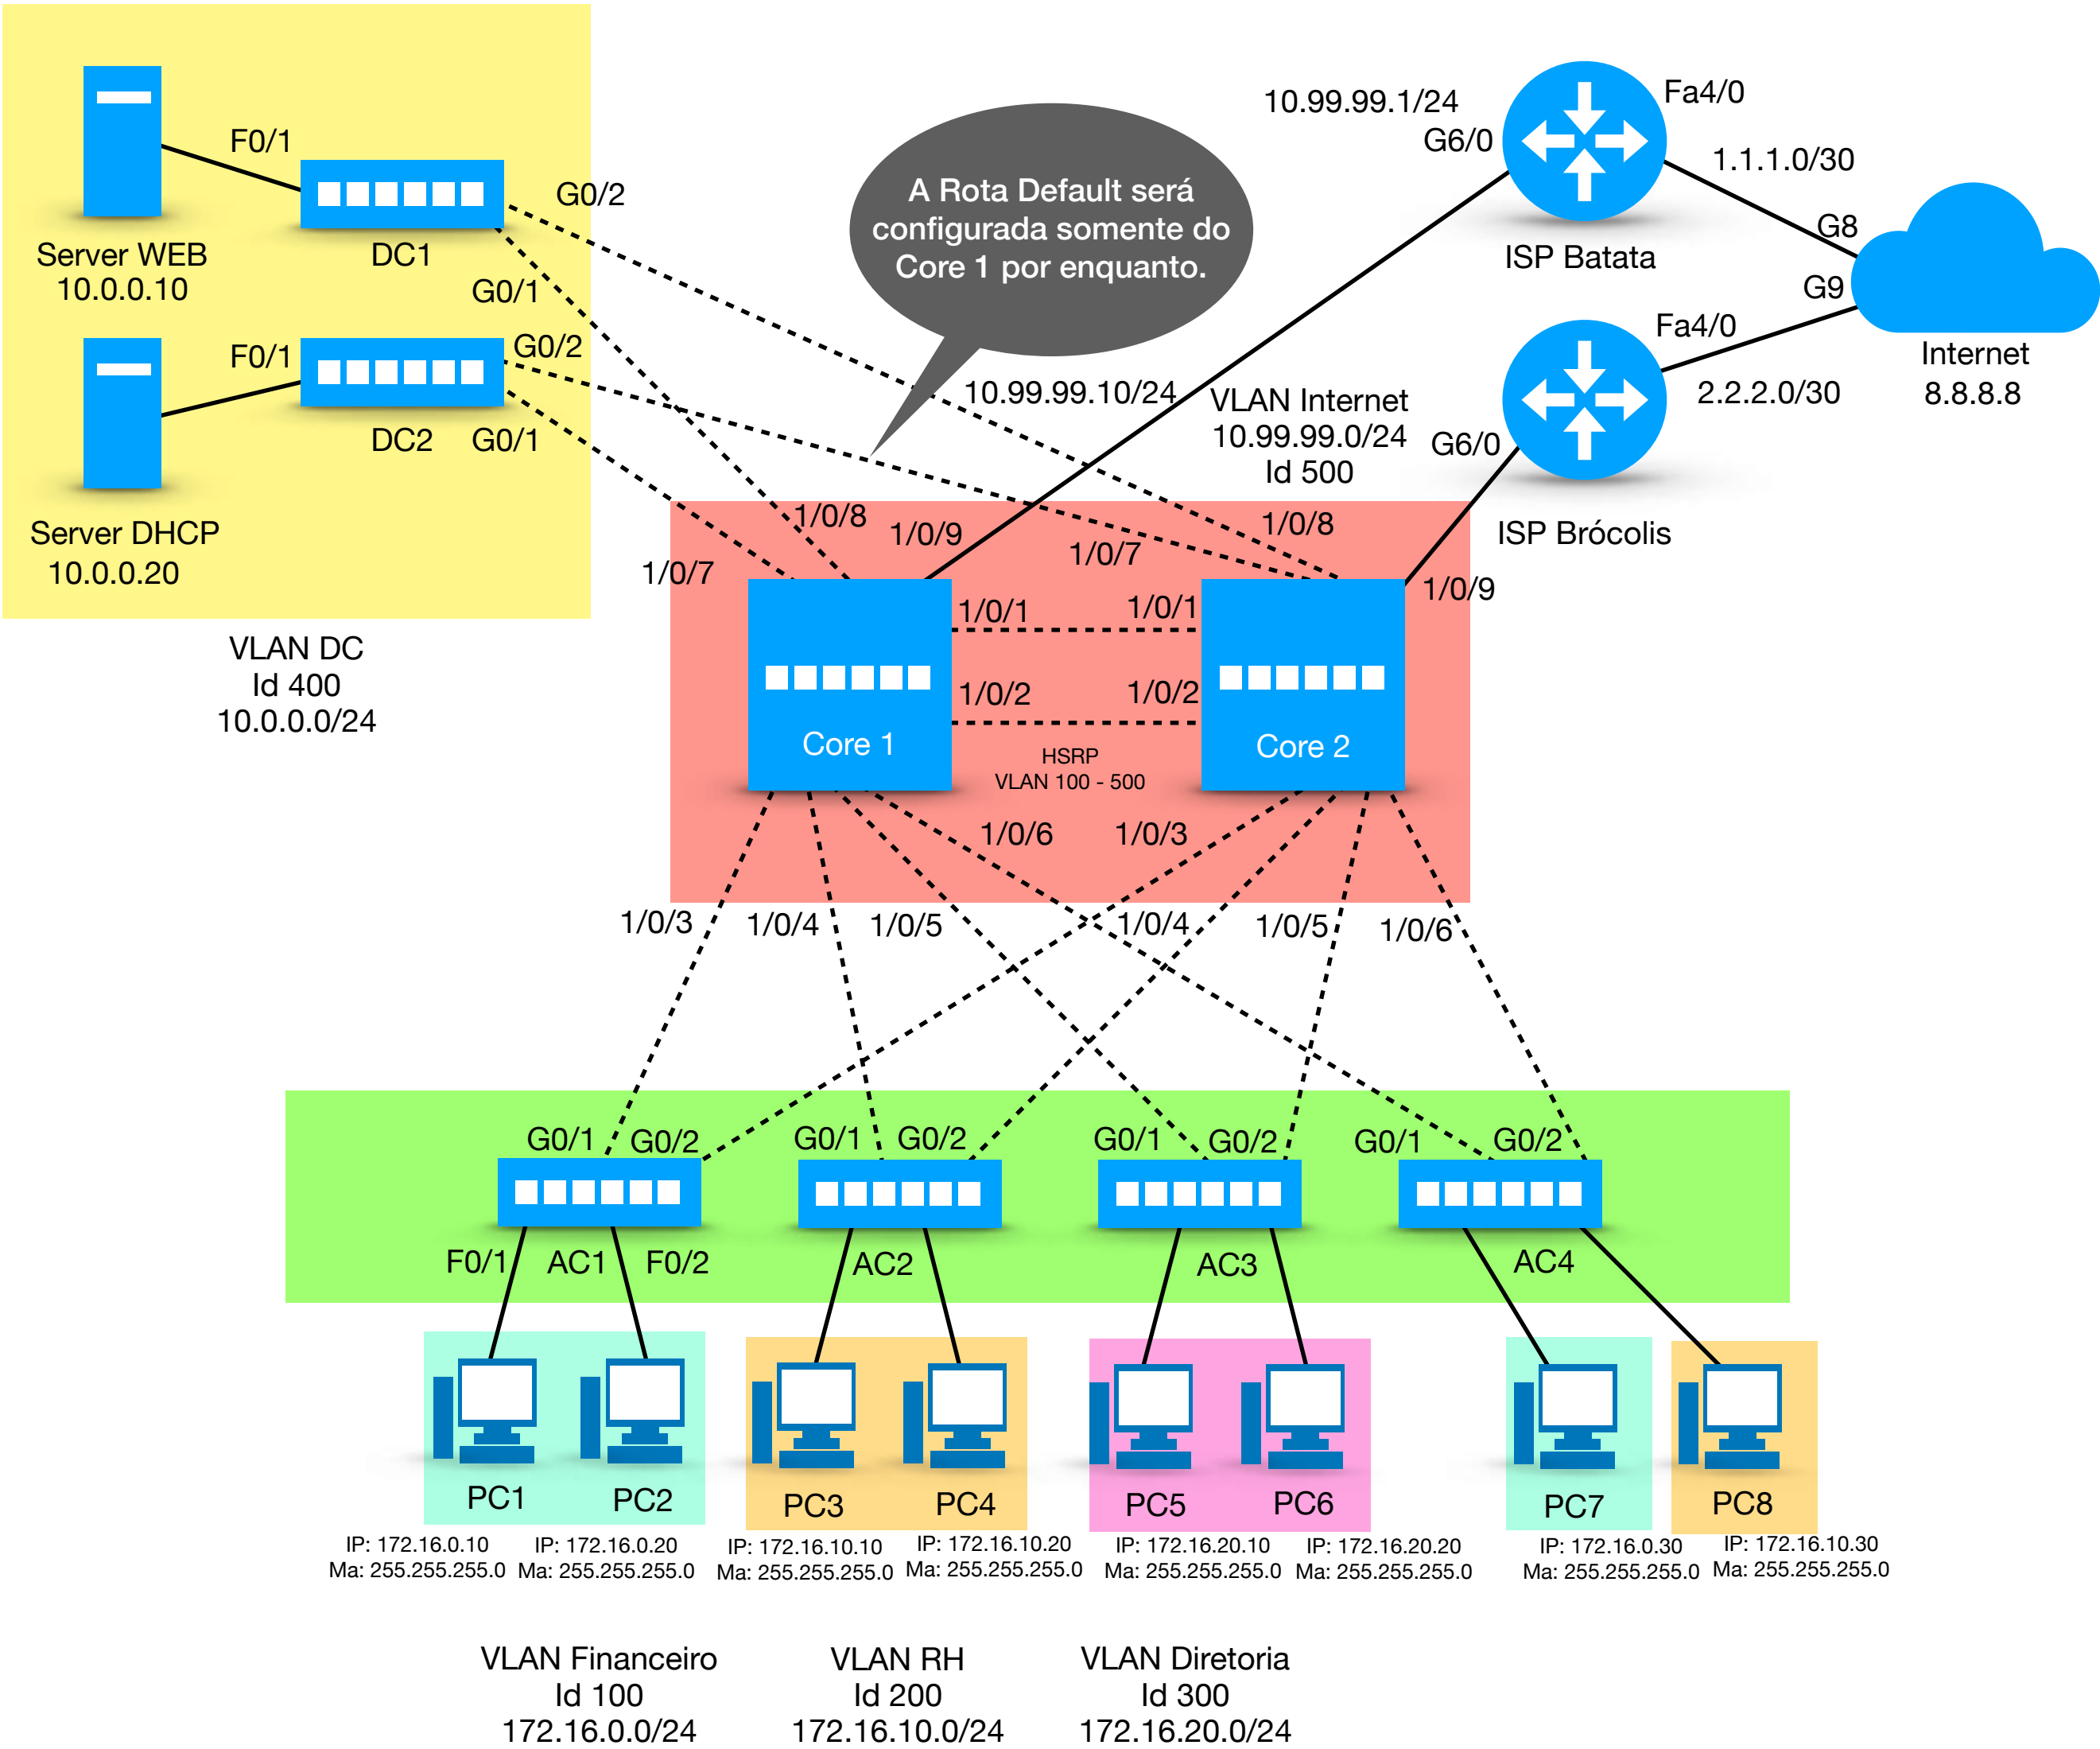 Server WEB
10.0.0.10
F0/1
DC1
G0/2
G0/1
Server DHCP
10.0.0.20
F0/1
DC2
G0/2
G0/1
VLAN DC
Id 400
10.0.0.0/24
A Rota Default será
configurada somente do
Core 1 por enquanto.
10.99.99.1/24
G6/0
Fa4/0
1.1.1.0/30
ISP Batata
G8
G9
Fa4/0
2.2.2.0/30
Internet
8.8.8.8
10.99.99.10/24
VLAN Internet
10.99.99.0/24
Id 500
G6/0
ISP Brócolis
1/0/7
1/0/8
1/0/9
1/0/7
1/0/8
1/0/9
1/0/1
1/0/1
1/0/2
1/0/2
Core 1
Core 2
HSRP
VLAN 100 - 500
1/0/6
1/0/3
1/0/3
1/0/4
1/0/5
1/0/4
1/0/5
1/0/6
G0/1
G0/2
G0/1
G0/2
G0/1
G0/2
G0/1
G0/2
F0/1
AC1
F0/2
AC2
AC3
AC4
PC1
PC2
PC3
PC4
PC5
PC6
PC7
PC8
IP: 172.16.0.10
Ma: 255.255.255.0
IP: 172.16.0.20
Ma: 255.255.255.0
IP: 172.16.10.10
Ma: 255.255.255.0
IP: 172.16.10.20
Ma: 255.255.255.0
IP: 172.16.20.10
Ma: 255.255.255.0
IP: 172.16.20.20
Ma: 255.255.255.0
IP: 172.16.0.30
Ma: 255.255.255.0
IP: 172.16.10.30
Ma: 255.255.255.0
VLAN Financeiro
Id 100
172.16.0.0/24
VLAN RH
Id 200
172.16.10.0/24
VLAN Diretoria
Id 300
172.16.20.0/24